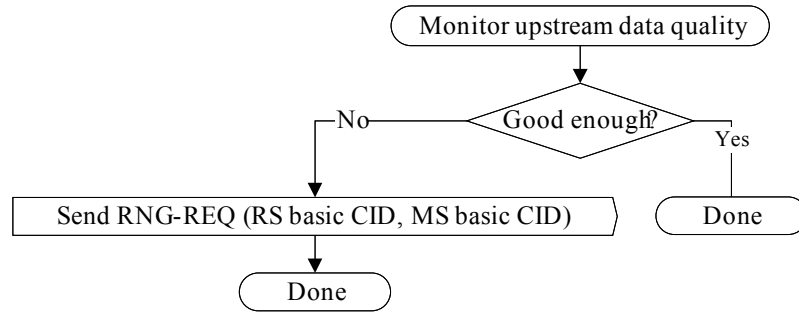 Monitor upstream data quality
Good enough?
No
Yes
Send RNG-REQ (RS basic CID, MS basic CID)
Done
Done